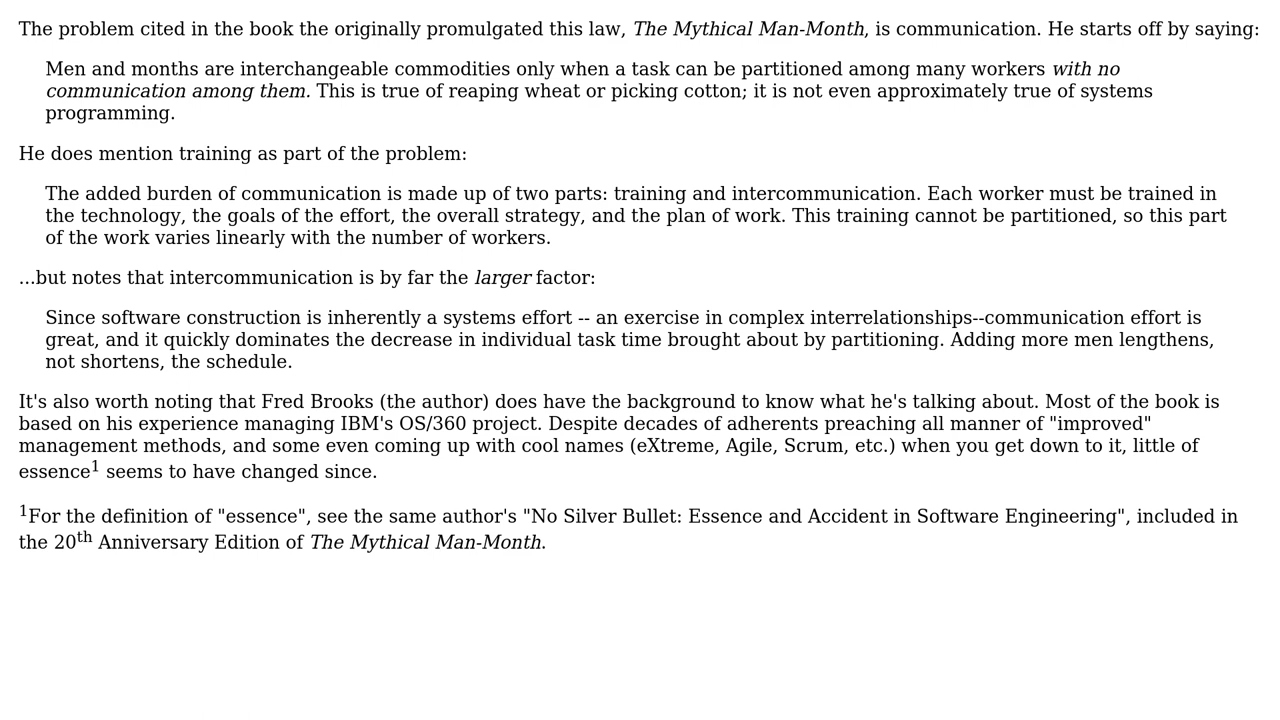 The problem cited in the book the originally promulgated this law, The Mythical Man-Month, is communication. He starts off by saying:
Men and months are interchangeable commodities only when a task can be partitioned among many workers with no
communication among them. This is true of reaping wheat or picking cotton; it is not even approximately true of systems
programming.
He does mention training as part of the problem:
The added burden of communication is made up of two parts: training and intercommunication. Each worker must be trained in
the technology, the goals of the effort, the overall strategy, and the plan of work. This training cannot be partitioned, so this part
of the work varies linearly with the number of workers.
...but notes that intercommunication is by far the larger factor:
Since software construction is inherently a systems effort -- an exercise in complex interrelationships--communication effort is
great, and it quickly dominates the decrease in individual task time brought about by partitioning. Adding more men lengthens,
not shortens, the schedule.
It's also worth noting that Fred Brooks (the author) does have the background to know what he's talking about. Most of the book is
based on his experience managing IBM's OS/360 project. Despite decades of adherents preaching all manner of "improved"
management methods, and some even coming up with cool names (eXtreme, Agile, Scrum, etc.) when you get down to it, little of
essence1 seems to have changed since.
1For the definition of "essence", see the same author's "No Silver Bullet: Essence and Accident in Software Engineering", included in
the 20th Anniversary Edition of The Mythical Man-Month.